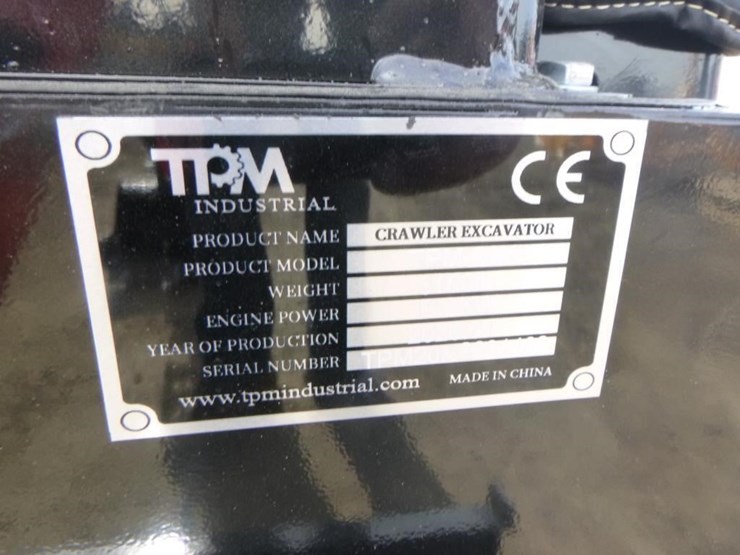 TPM
CE
INDUSTRIAL
PRODUCT NAME CRAWLER EXCAVATOR
PRODUCT MODEL
WEIGHT
ENGINE POWER
YEAR OF PRODUCTION
SERIAL NUMBER
www.tpmindustrial.com MADE IN CHINA